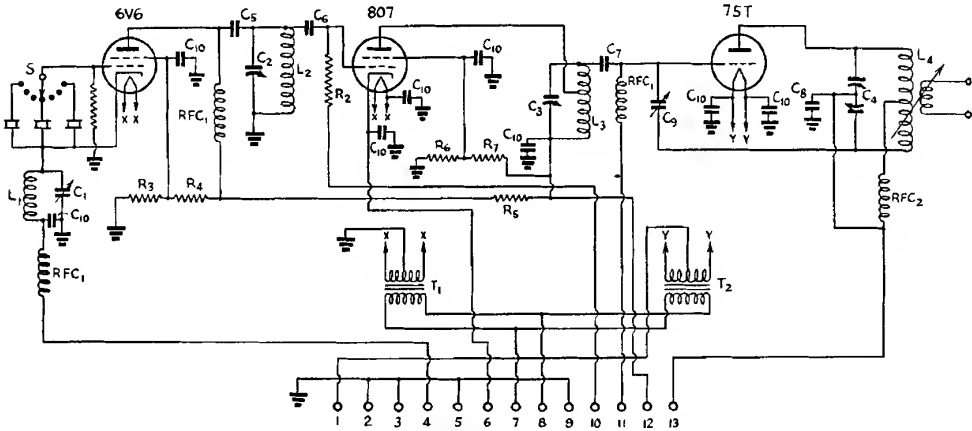 6V6 807 75T
C5 C6 C7 L4
S C10 C2 L2 C10
R2 RFC1 C3 L3 RFC1 C9 C10 C10 C8 C4
X X C10 X X C10
L1 C1 C10 R3 R4 R6 R7 C10 R5 RFC2
RFC1 X X Y Y Y Y
T1 T2
1 2 3 4 5 6 7 8 9 10 11 12 13